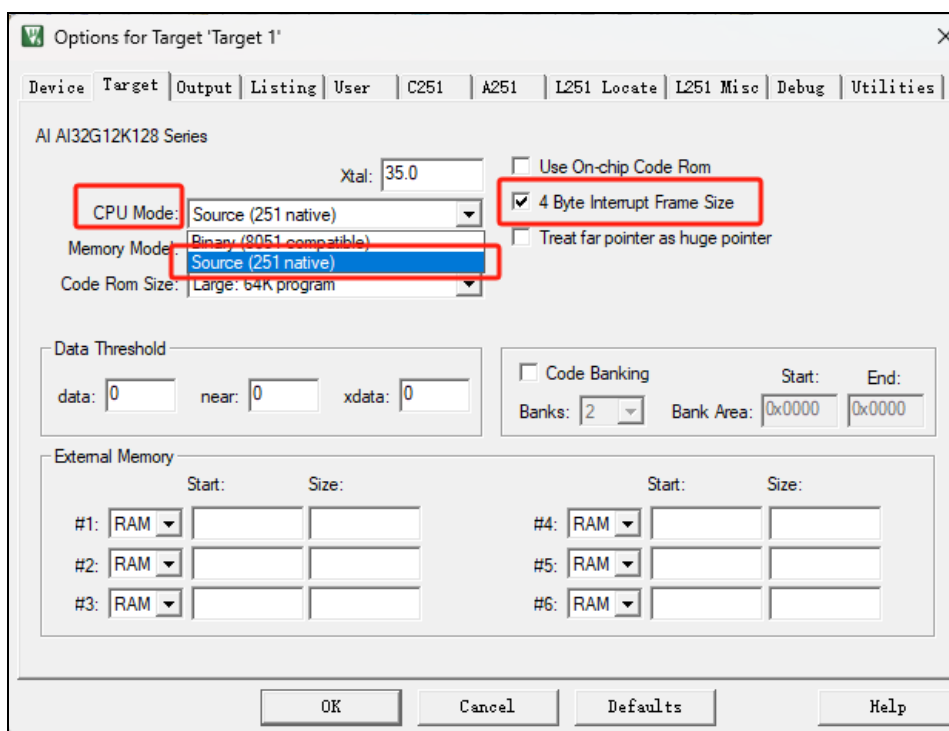 Options for Target 'Target 1'
Device Target Output Listing User C251 A251 L251 Locate L251 Misc Debug Utilities
AI AI32G12K128 Series
Xtal: 35.0
Use On-chip Code Rom
CPU Mode: Source (251 native)
4 Byte Interrupt Frame Size
Binary (8051 compatible)
Memory Model:
Treat far pointer as huge pointer
Source (251 native)
Code Rom Size: Large: 64K program
Data Threshold
data: 0 near: 0 xdata: 0
Code Banking Start: End:
Banks: 2 Bank Area: 0x0000 0x0000
External Memory
Start: Size: Start: Size:
#1: RAM #4: RAM
#2: RAM #5: RAM
#3: RAM #6: RAM
OK Cancel Defaults Help